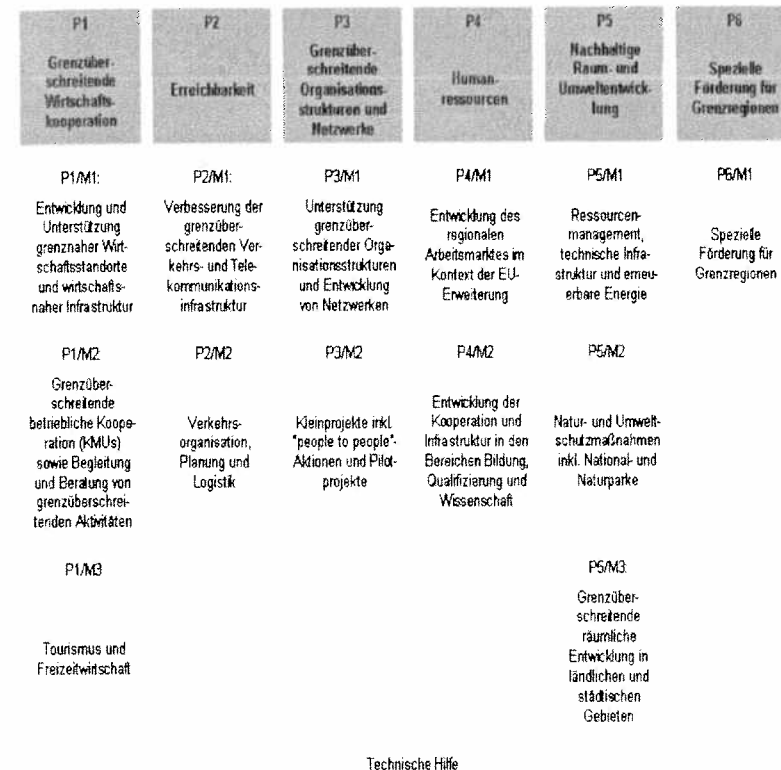 P1
Grenzüber-
schreitende
Wirtschafts-
kooperation
P2
Erreichbarkeit
P3
Grenzüber-
schreitende
Organisations-
strukturen und
Netzwerke
P4
Human-
ressourcen
P5
Nachhaltige
Raum- und
Umweltentwick-
lung
P6
Spezielle
Förderung für
Grenzregionen
P1/M1:
Entwicklung und
Unterstützung
grenznaher Wirt-
schaftsstandorte
und wirtschafts-
naher Infrastruktur
P2/M1:
Verbesserung der
grenzüber-
schreitenden Ver-
kehrs- und Tele-
kommunikations-
infrastruktur
P3/M1
Unterstützung
grenzüber-
schreitender Orga-
nisationsstrukturen
und Entwicklung
von Netzwerken
P4/M1
Entwicklung des
regionalen
Arbeitsmarktes im
Kontext der EU-
Erweiterung
P5/M1
Ressourcen-
management,
technische Infra-
struktur und erneu-
erbare Energie
P6/M1
Spezielle
Förderung für
Grenzregionen
P1/M2
Grenzüber-
schreitende
betriebliche Koope-
ration (KMUs)
sowie Begleitung
und Beratung von
grenzüberschrei-
tenden Aktivitäten
P2/M2
Verkehrs-
organisation,
Planung und
Logistik
P3/M2
Kleinprojekte inkl.
"people to people"-
Aktionen und Pilot-
projekte
P4/M2
Entwicklung der
Kooperation und
Infrastruktur in den
Bereichen Bildung,
Qualifizierung und
Wissenschaft
P5/M2
Natur- und Umwelt-
schutzmaßnahmen
inkl. National- und
Naturparke
P1/M3
Tourismus und
Freizeitwirtschaft
P5/M3:
Grenzüber-
schreitende
räumliche
Entwicklung in
ländlichen und
städtischen
Gebieten
Technische Hilfe